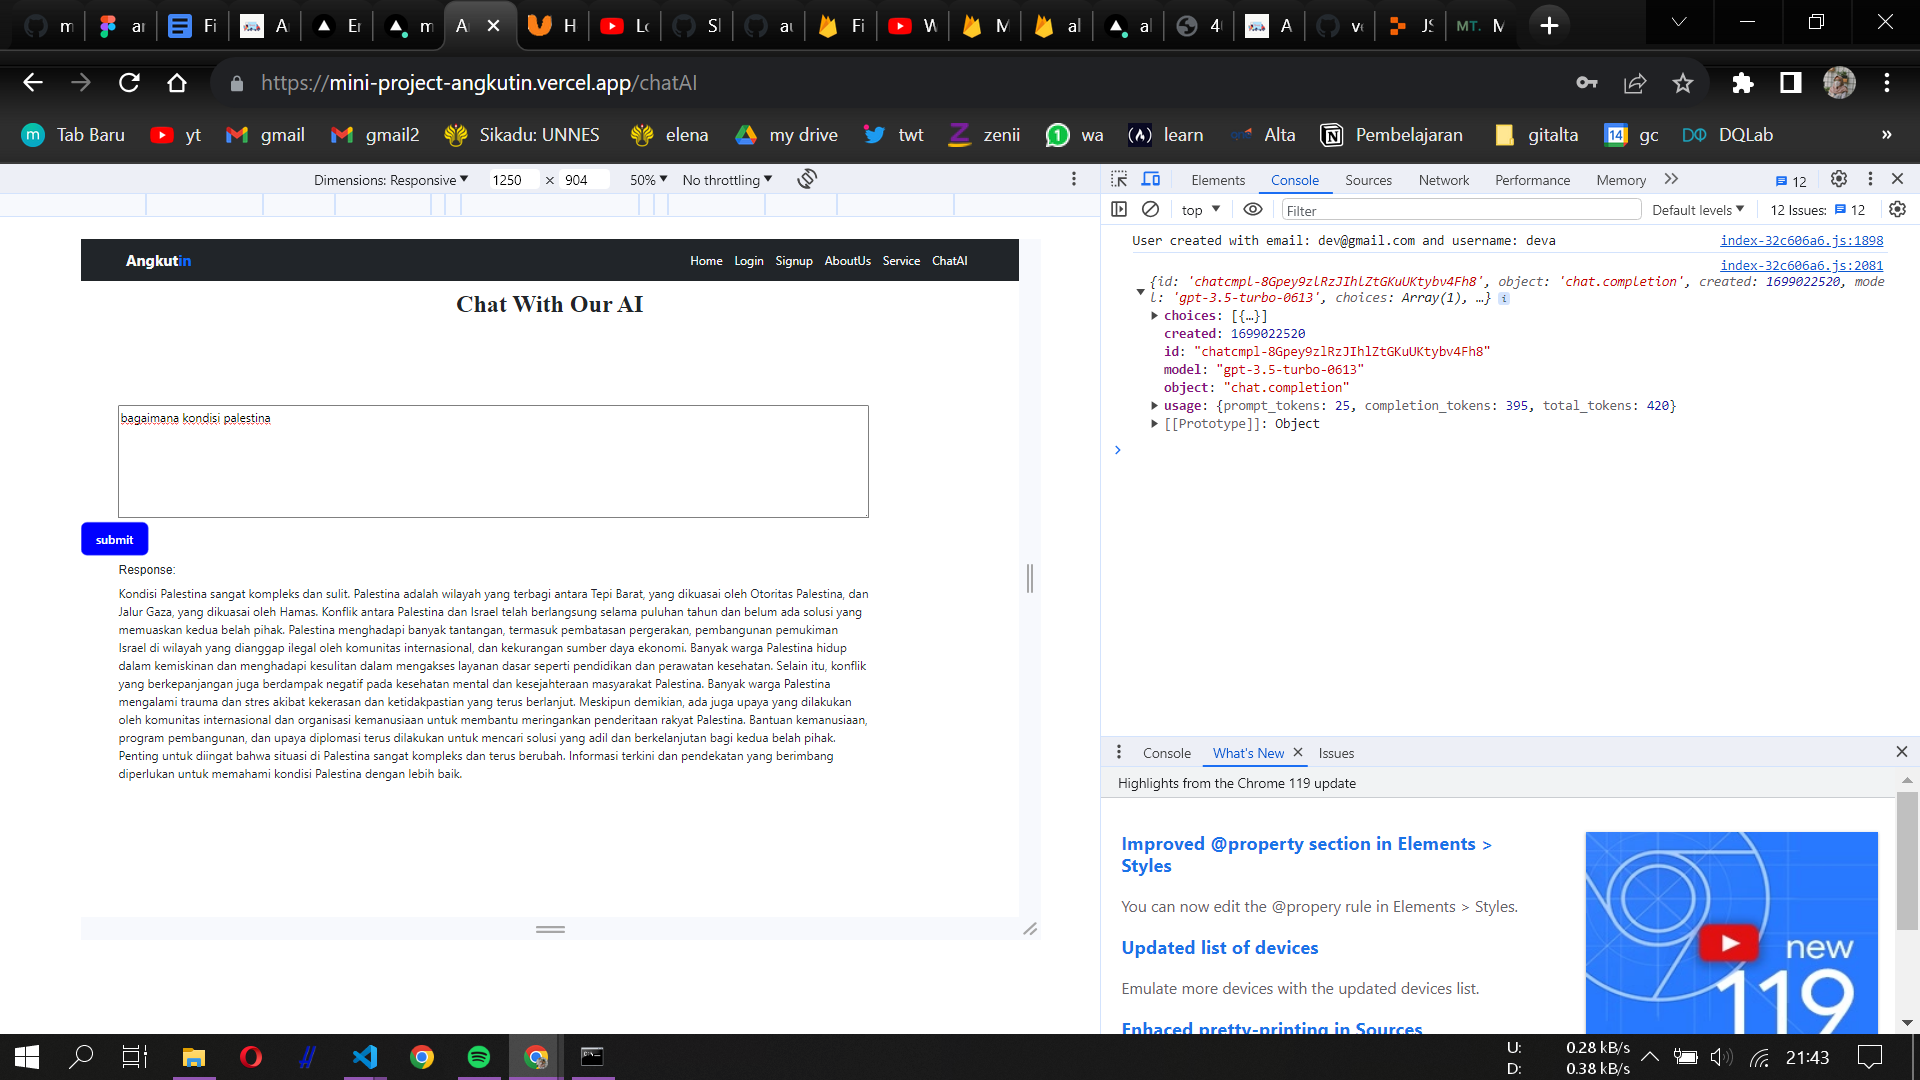 m
ar
Fi
A
Er
m
A
H
Lo
Sl
au
Fi
W
M
al
al
4
A
ve
JS
MT. M
https://mini-project-angkutin.vercel.app/chatAI
m Tab Baru yt gmail gmail2 Sikadu: UNNES elena my drive twt zenii 1 wa learn Alta Pembelajaran gitalta 14 gc DQLab »
Dimensions: Responsive 1250 × 904 50% No throttling
Elements Console Sources Network Performance Memory 12
top Filter Default levels 12 Issues: 12
Angkutin Home Login Signup AboutUs Service ChatAI
Chat With Our AI
bagaimana kondisi palestina
submit
Response:
Kondisi Palestina sangat kompleks dan sulit. Palestina adalah wilayah yang terbagi antara Tepi Barat, yang dikuasai oleh Otoritas Palestina, dan
Jalur Gaza, yang dikuasai oleh Hamas. Konflik antara Palestina dan Israel telah berlangsung selama puluhan tahun dan belum ada solusi yang
memuaskan kedua belah pihak. Palestina menghadapi banyak tantangan, termasuk pembatasan pergerakan, pembangunan pemukiman
Israel di wilayah yang dianggap ilegal oleh komunitas internasional, dan kekurangan sumber daya ekonomi. Banyak warga Palestina hidup
dalam kemiskinan dan menghadapi kesulitan dalam mengakses layanan dasar seperti pendidikan dan perawatan kesehatan. Selain itu, konflik
yang berkepanjangan juga berdampak negatif pada kesehatan mental dan kesejahteraan masyarakat Palestina. Banyak warga Palestina
mengalami trauma dan stres akibat kekerasan dan ketidakpastian yang terus berlanjut. Meskipun demikian, ada juga upaya yang dilakukan
oleh komunitas internasional dan organisasi kemanusiaan untuk membantu meringankan penderitaan rakyat Palestina. Bantuan kemanusiaan,
program pembangunan, dan upaya diplomasi terus dilakukan untuk mencari solusi yang adil dan berkelanjutan bagi kedua belah pihak.
Penting untuk diingat bahwa situasi di Palestina sangat kompleks dan terus berubah. Informasi terkini dan pendekatan yang berimbang
diperlukan untuk memahami kondisi Palestina dengan lebih baik.
User created with email: dev@gmail.com and username: deva index-32c606a6.js:1898
index-32c606a6.js:2081
{id: 'chatcmpl-8Gpey9zlRzJIhlZtGKuUKtybv4Fh8', object: 'chat.completion', created: 1699022520, mode
l: 'gpt-3.5-turbo-0613', choices: Array(1), …} i
choices: [{…}]
created: 1699022520
id: "chatcmpl-8Gpey9zlRzJIhlZtGKuUKtybv4Fh8"
model: "gpt-3.5-turbo-0613"
object: "chat.completion"
usage: {prompt_tokens: 25, completion_tokens: 395, total_tokens: 420}
[[Prototype]]: Object
Console What's New Issues
Highlights from the Chrome 119 update
Improved @property section in Elements >
Styles
You can now edit the @propery rule in Elements > Styles.
Updated list of devices
Emulate more devices with the updated devices list.
Enhaced pretty-printing in Sources
new
119
U: 0.28 kB/s
D: 0.38 kB/s
21:43